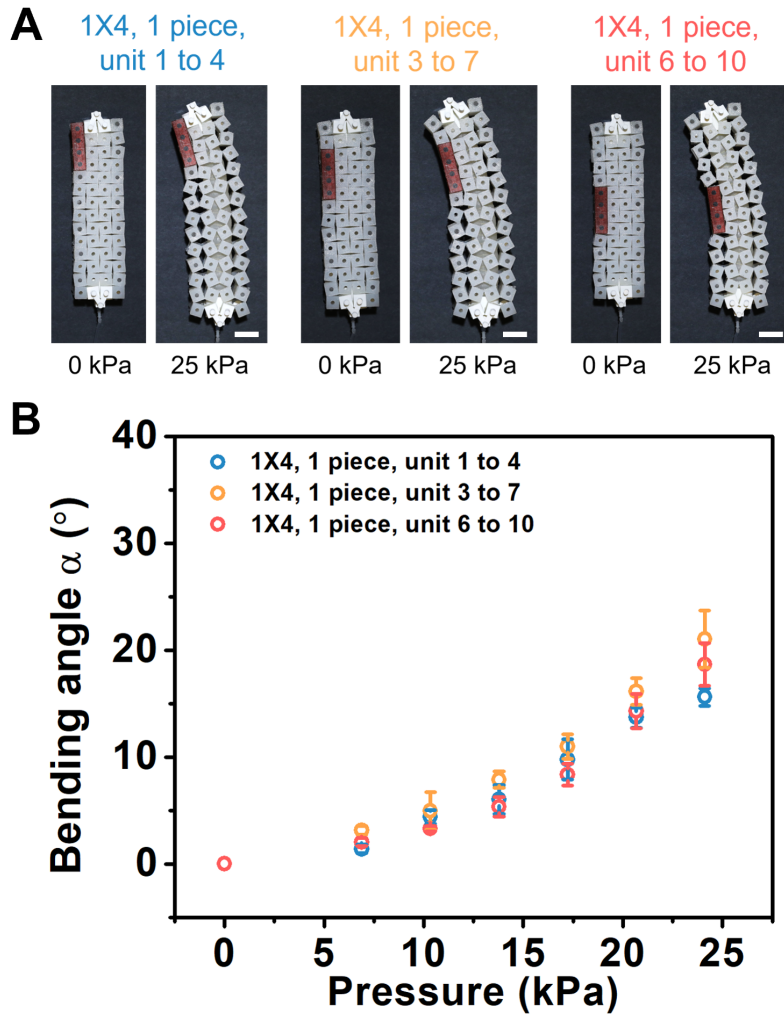 A
1X4, 1 piece,
unit 1 to 4
1X4, 1 piece,
unit 3 to 7
1X4, 1 piece,
unit 6 to 10
0 kPa
25 kPa
0 kPa
25 kPa
0 kPa
25 kPa
B
40
30
20
10
0
Bending angle α (°)
1X4, 1 piece, unit 1 to 4
1X4, 1 piece, unit 3 to 7
1X4, 1 piece, unit 6 to 10
0 5 10 15 20 25
Pressure (kPa)